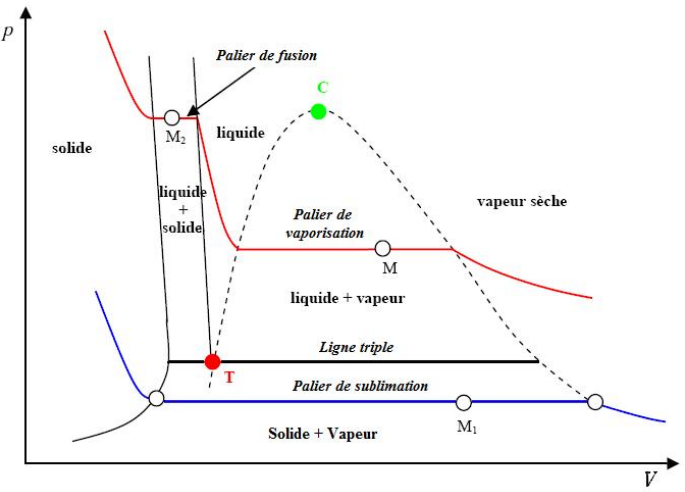 p
Palier de fusion
C
M₂
liquide
solide
liquide
+
solide
vapeur sèche
Palier de
vaporisation
M
liquide + vapeur
Ligne triple
T
Palier de sublimation
M₁
Solide + Vapeur
V